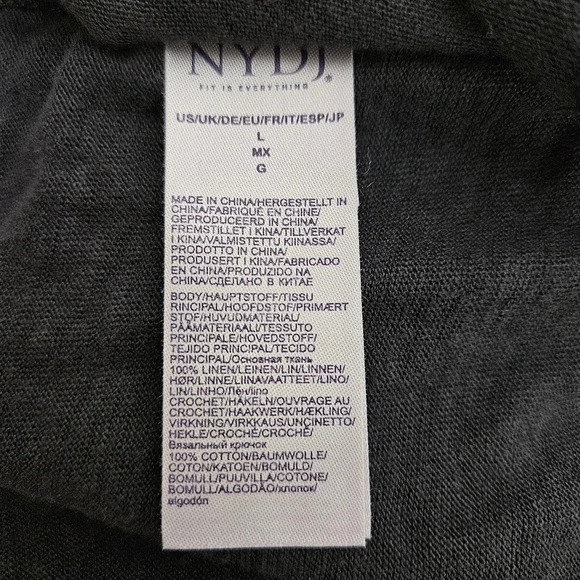 NYDJ®
FIT IS EVERYTHING
US/UK/DE/EU/FR/IT/ESP/JP
L
MX
G
MADE IN CHINA/HERGESTELLT IN
CHINA/FABRIQUÉ EN CHINE/
GEPRODUCEERD IN CHINA/
FREMSTILLET I KINA/TILLVERKAT
I KINA/VALMISTETTU KIINASSA/
PRODOTTO IN CHINA/
PRODUSERT I KINA/FABRICADO
EN CHINA/PRODUZIDO NA
CHINA/СДЕЛАНО В КИТАЕ
BODY/HAUPTSTOFF/TISSU
RINCIPAL/HOOFDSTOF/PRIMÆRT
STOF/HUVUDMATERIAL/
PÄÄMATERIAALI/TESSUTO
PRINCIPALE/HOVEDSTOFF/
TEJIDO PRINCIPAL/TECIDO
PRINCIPAL/Основная ткань
100% LINEN/LEINEN/LIN/LINNEN/
HØR/LINNE/LIINAVAATTEET/LINO/
LIN/LINHO/Лён/lino
CROCHET/HÄKELN/OUVRAGE AU
CROCHET/HAAKWERK/HÆKLING/
VIRKNING/VIRKKAUS/UNCINETTO/
HEKLE/CROCHÉ/CROCHÊ/
Вязальный крючок
100% COTTON/BAUMWOLLE/
COTON/KATOEN/BOMULD/
BOMULL/PUUVILLA/COTONE/
BOMULL/ALGODÃO/хлопок/
algodón